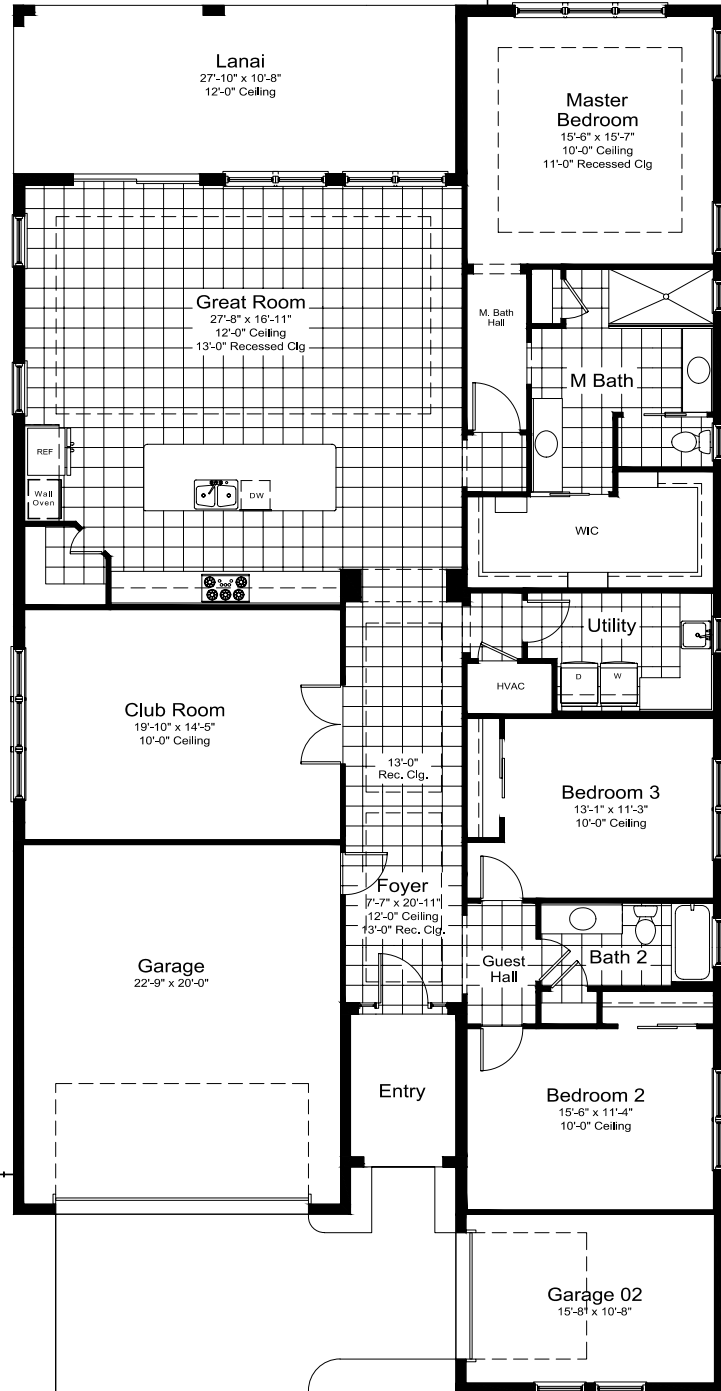 Lanai
27'-10" x 10'-8"
12'-0" Ceiling
Master
Bedroom
15'-6" x 15'-7"
10'-0" Ceiling
11'-0" Recessed Clg
Great Room
27'-8" x 16'-11"
12'-0" Ceiling
13'-0" Recessed Clg
M. Bath
Hall
M Bath
REF
Wall
Oven
DW
WIC
Utility
D
W
HVAC
Club Room
19'-10" x 14'-5"
10'-0" Ceiling
13'-0"
Rec. Clg.
Bedroom 3
13'-1" x 11'-3"
10'-0" Ceiling
Foyer
7'-7" x 20'-11"
12'-0" Ceiling
13'-0" Rec. Clg.
Guest
Hall
Bath 2
Garage
22'-9" x 20'-0"
Entry
Bedroom 2
15'-6" x 11'-4"
10'-0" Ceiling
Garage 02
15'-8" x 10'-8"